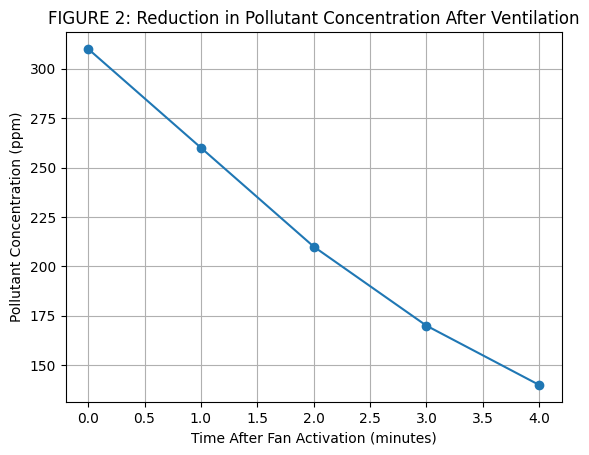 FIGURE 2: Reduction in Pollutant Concentration After Ventilation
300
275
250
225
200
175
150
Pollutant Concentration (ppm)
0.0 0.5 1.0 1.5 2.0 2.5 3.0 3.5 4.0
Time After Fan Activation (minutes)